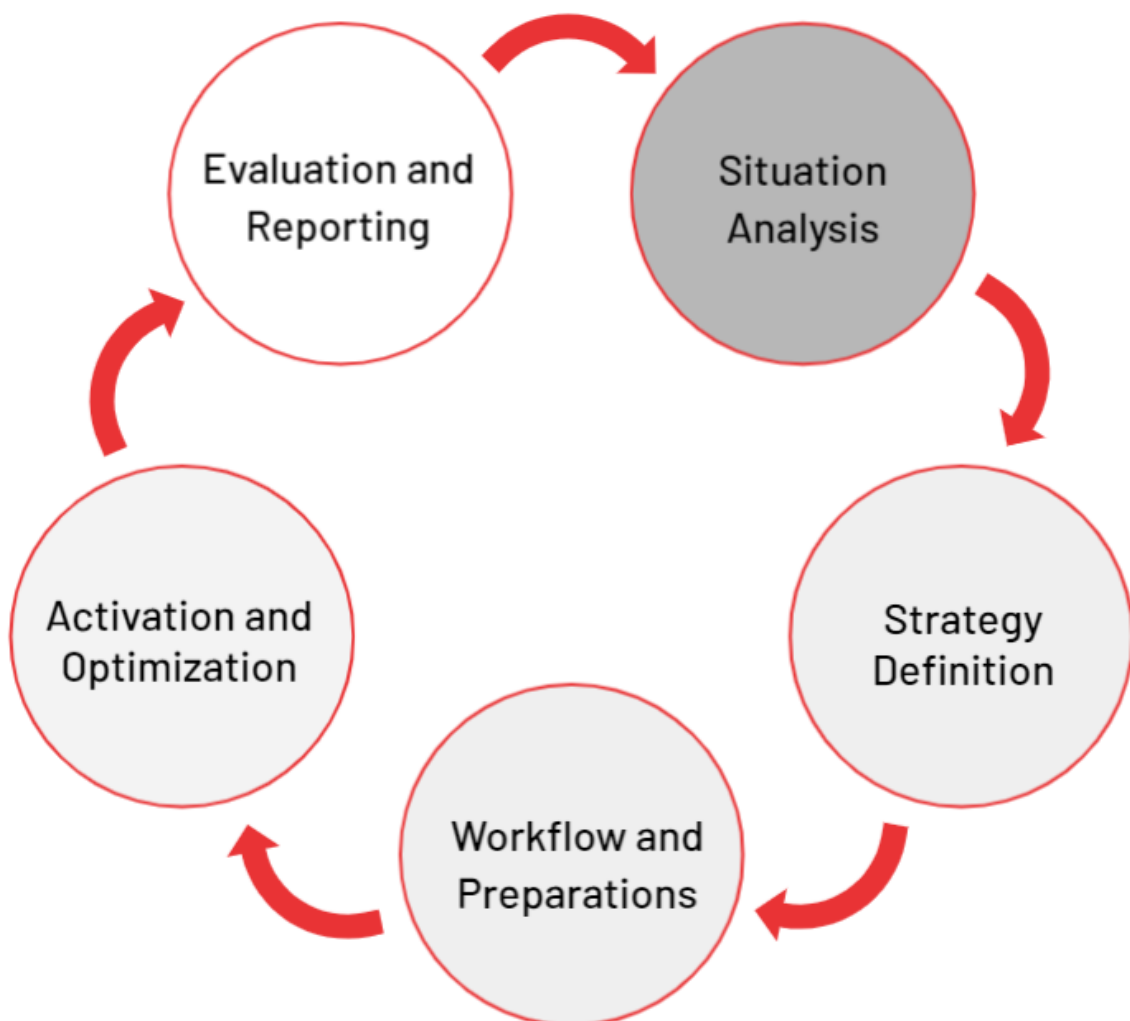 Evaluation and
Reporting
Situation
Analysis
Strategy
Definition
Workflow and
Preparations
Activation and
Optimization